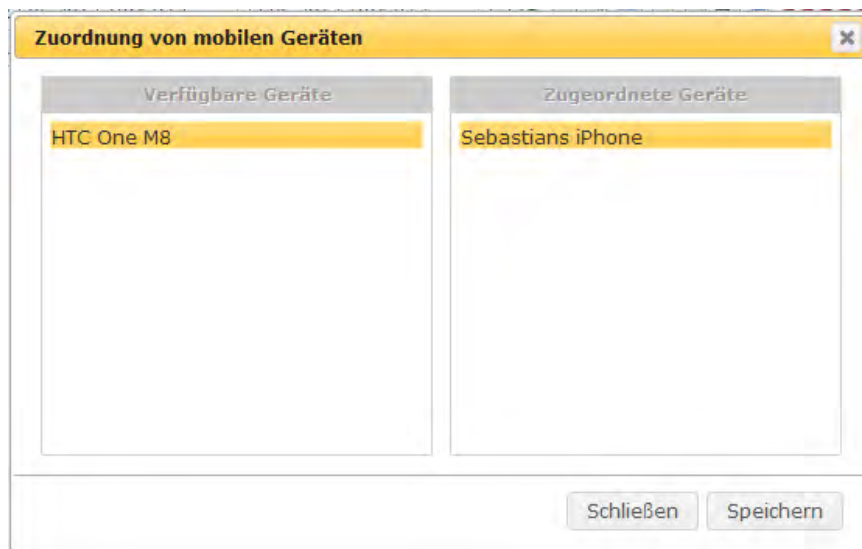 Zuordnung von mobilen Geräten
Verfügbare Geräte
HTC One M8
Zugeordnete Geräte
Sebastians iPhone
Schließen
Speichern